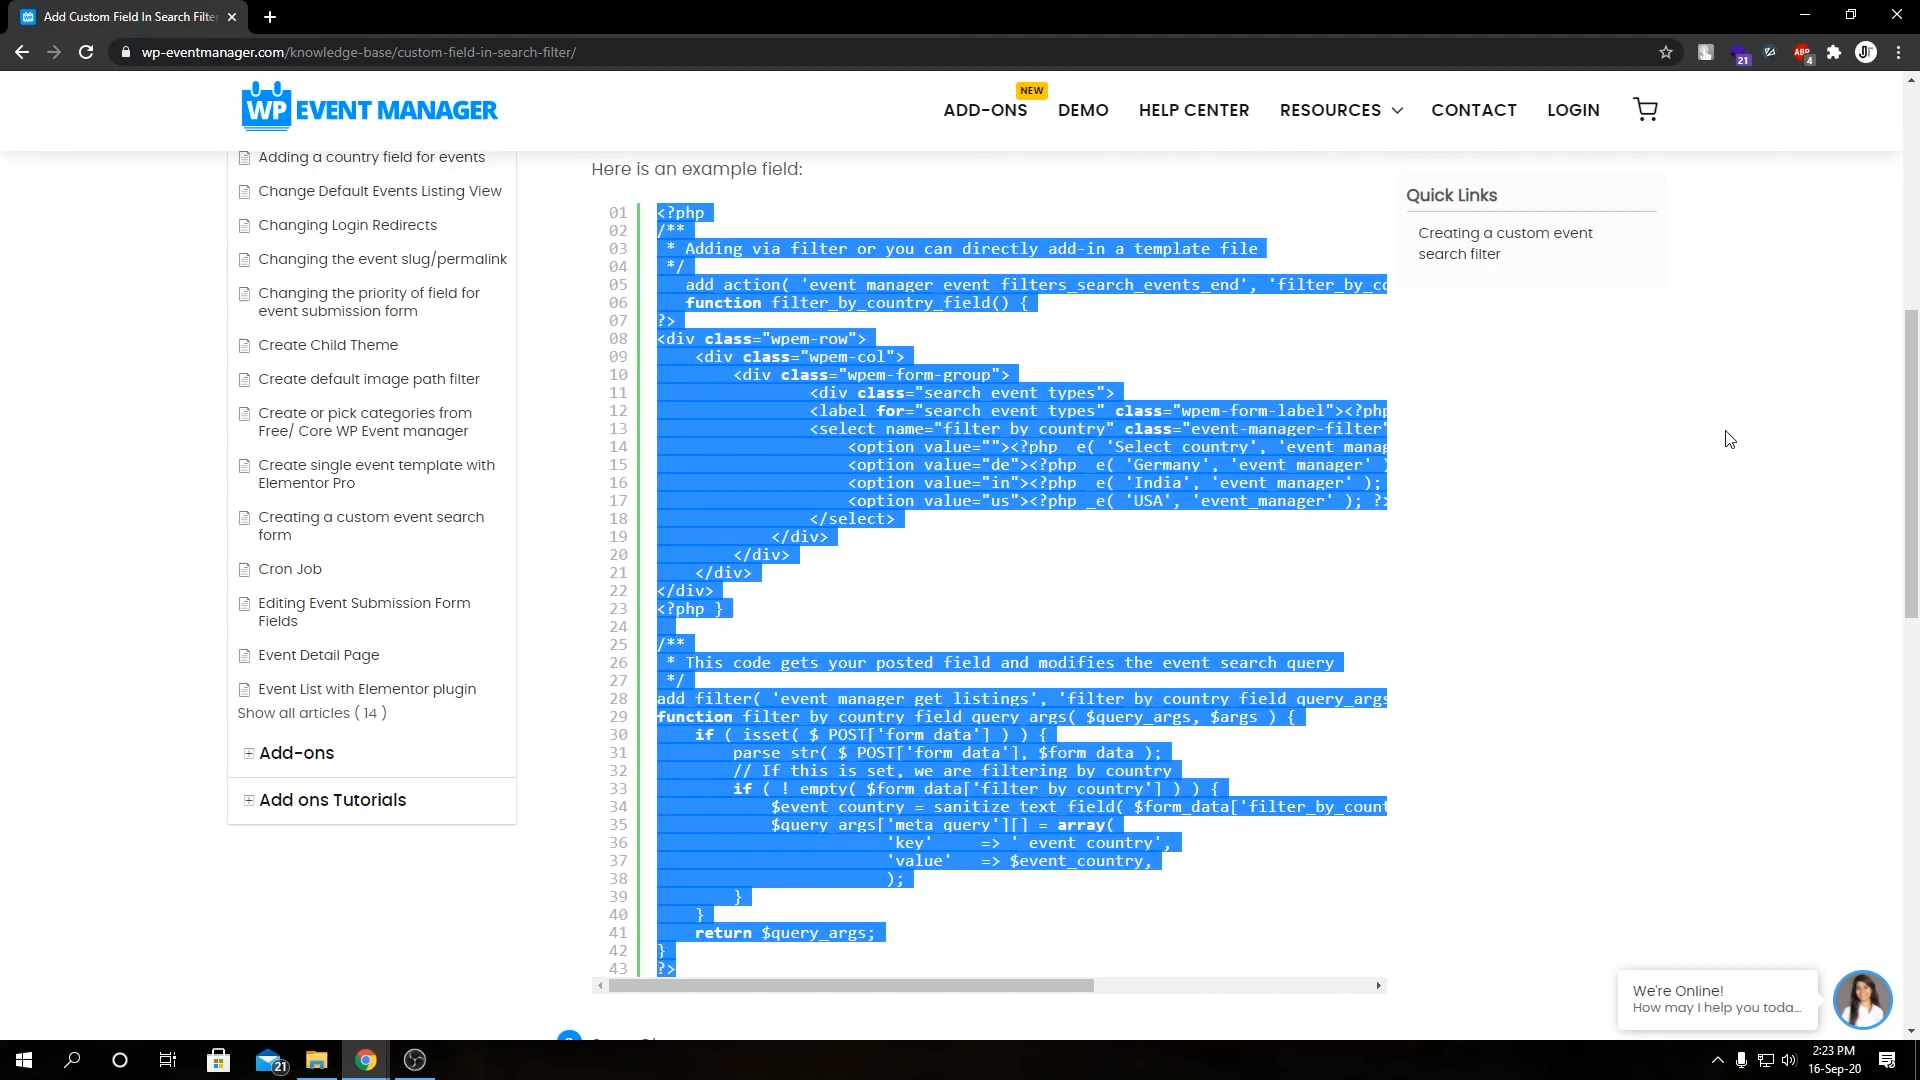 Add Custom Field In Search Filter
wp-eventmanager.com/knowledge-base/custom-field-in-search-filter/
21
ABP
4
WP EVENT MANAGER
ADD-ONS
NEW
DEMO
HELP CENTER
RESOURCES
CONTACT
LOGIN
Adding a country field for events
Change Default Events Listing View
Changing Login Redirects
Changing the event slug/permalink
Changing the priority of field for
event submission form
Create Child Theme
Create default image path filter
Create or pick categories from
Free/ Core WP Event manager
Create single event template with
Elementor Pro
Creating a custom event search
form
Cron Job
Editing Event Submission Form
Fields
Event Detail Page
Event List with Elementor plugin
Show all articles ( 14 )
Add-ons
Add ons Tutorials
Here is an example field:
01 <?php
02 /**
03  * Adding via filter or you can directly add-in a template file
04  */
05    add_action( 'event_manager_event_filters_search_events_end', 'filter_by_co
06    function filter_by_country_field() {
07 ?>
08 <div class="wpem-row">
09     <div class="wpem-col">
10         <div class="wpem-form-group">
11                 <div class="search_event_types">
12                 <label for="search_event_types" class="wpem-form-label"><?php
13                 <select name="filter_by_country" class="event-manager-filter"
14                     <option value=""><?php _e( 'Select country', 'event_manag
15                     <option value="de"><?php _e( 'Germany', 'event_manager' )
16                     <option value="in"><?php _e( 'India', 'event_manager' );
17                     <option value="us"><?php _e( 'USA', 'event_manager' ); ?>
18                 </select>
19             </div>
20         </div>
21     </div>
22 </div>
23 <?php }
24
25 /**
26  * This code gets your posted field and modifies the event search query
27  */
28 add_filter( 'event_manager_get_listings', 'filter_by_country_field_query_args
29 function filter_by_country_field_query_args( $query_args, $args ) {
30     if ( isset( $_POST['form_data'] ) ) {
31         parse_str( $_POST['form_data'], $form_data );
32         // If this is set, we are filtering by country
33         if ( ! empty( $form_data['filter_by_country'] ) ) {
34             $event_country = sanitize_text_field( $form_data['filter_by_count
35             $query_args['meta_query'][] = array(
36                         'key'     => '_event_country',
37                         'value'   => $event_country,
38                         );
39         }
40     }
41     return $query_args;
42 }
43 ?>
Quick Links
Creating a custom event
search filter
We're Online!
How may I help you toda...
21
2:23 PM
16-Sep-20